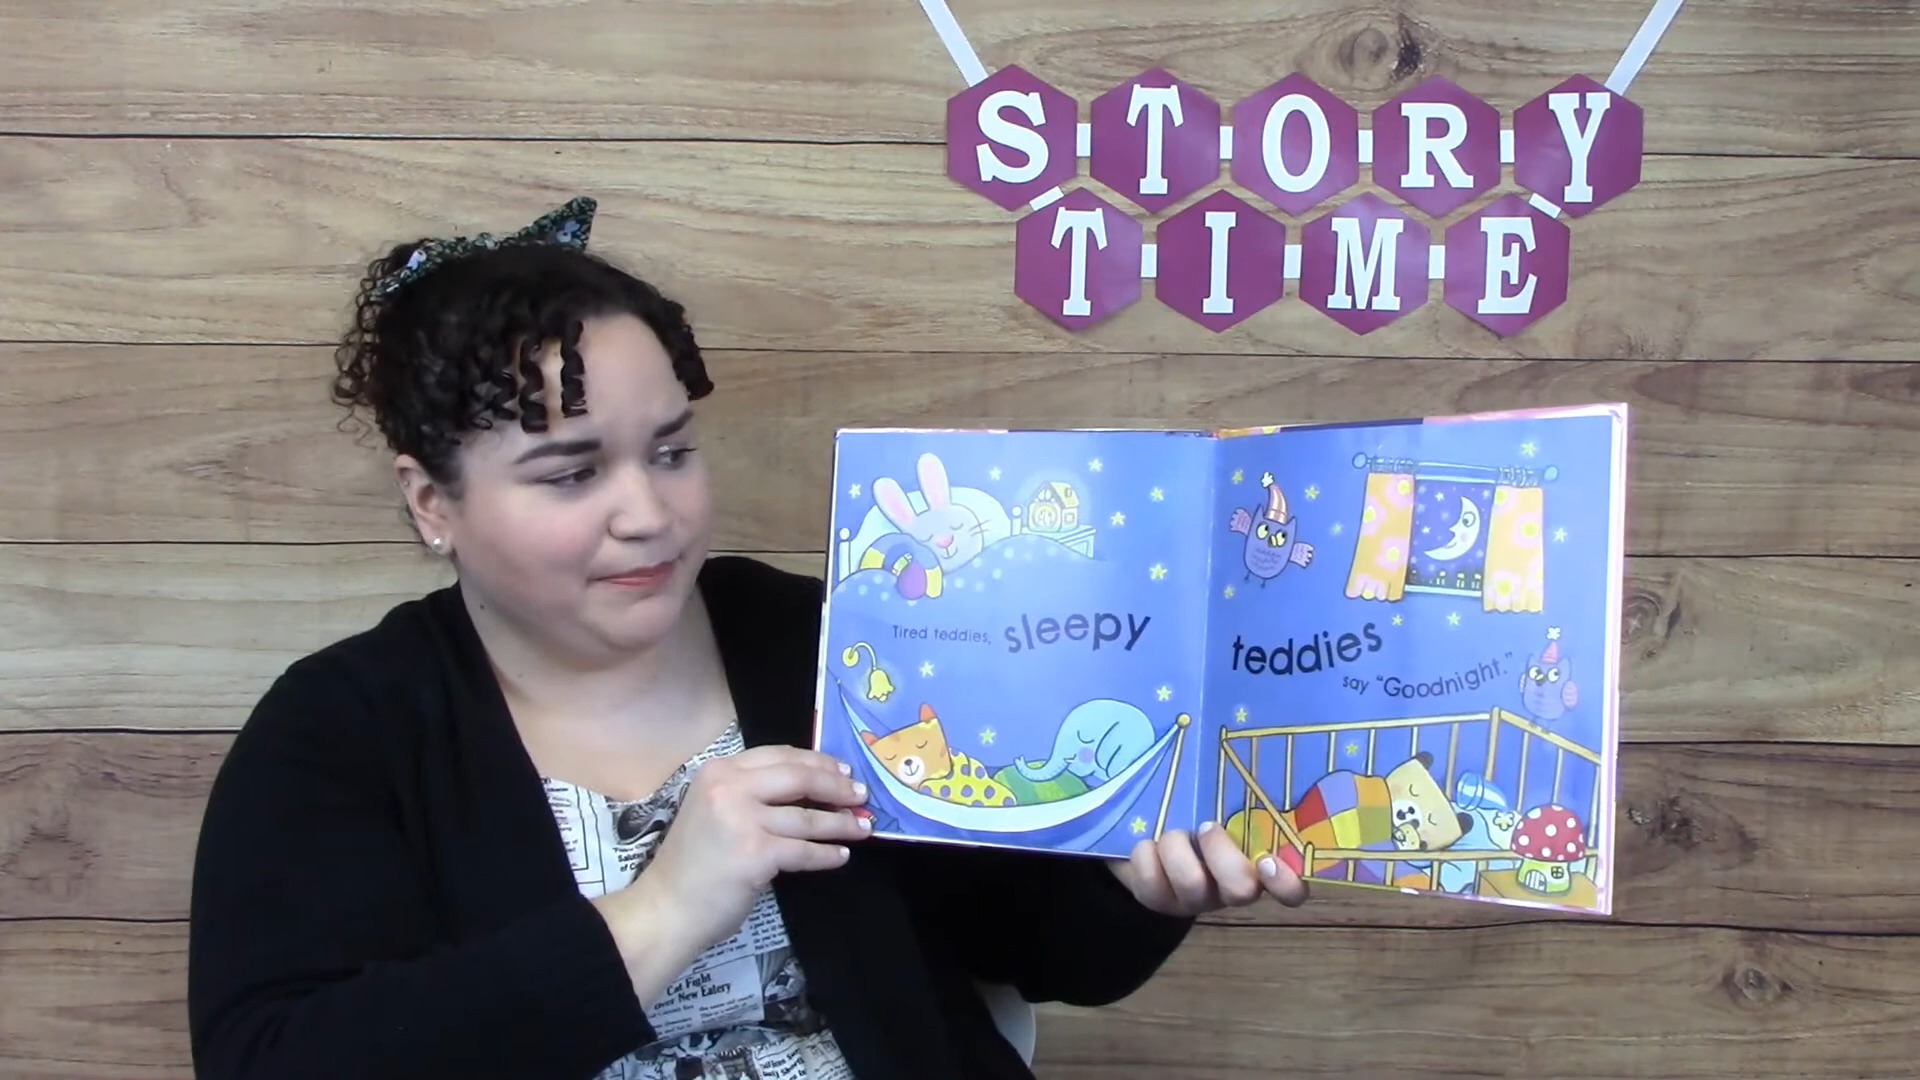 STORY
TIME
Tired teddies, sleepy
teddies
say "Goodnight."
Cat Fight
Over New Eatery